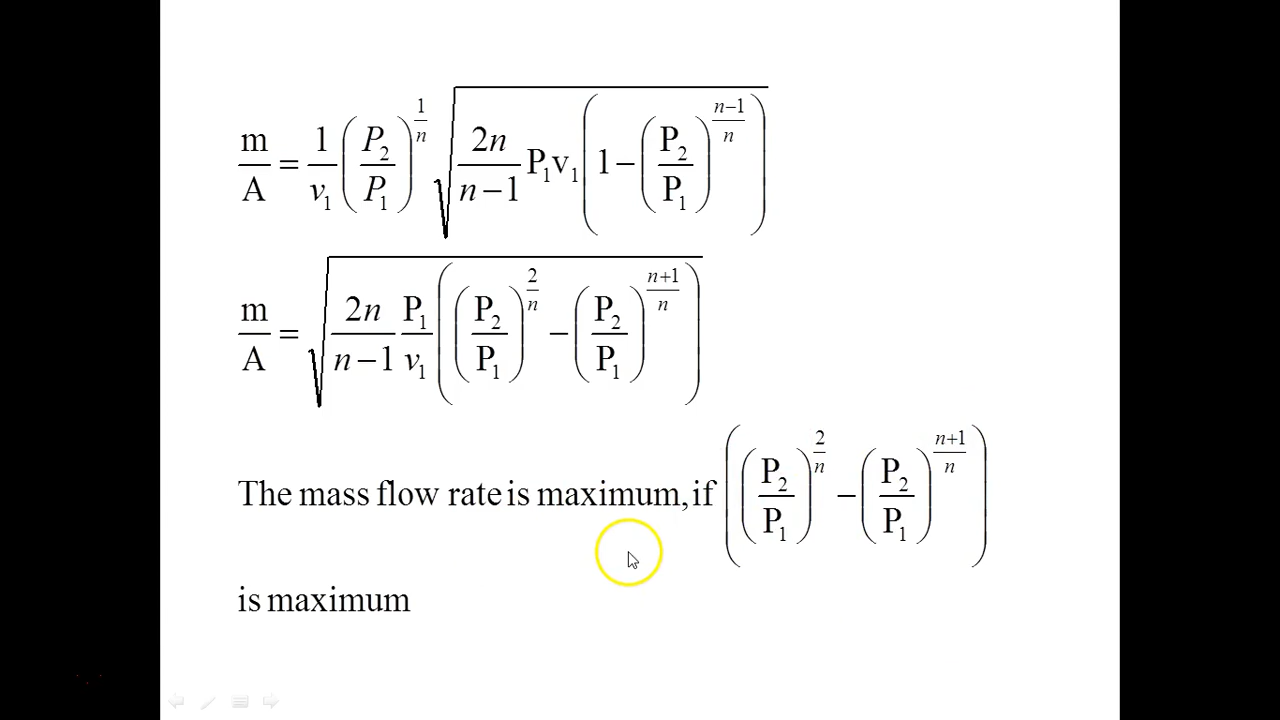 m/A = 1/v₁ (P₂/P₁)^(1/n) √(2n/(n−1) P₁v₁ (1−(P₂/P₁)^((n−1)/n)))
m/A = √(2n/(n−1) P₁/v₁ ((P₂/P₁)^(2/n) − (P₂/P₁)^((n+1)/n)))
The mass flow rate is maximum, if ((P₂/P₁)^(2/n) − (P₂/P₁)^((n+1)/n))
is maximum